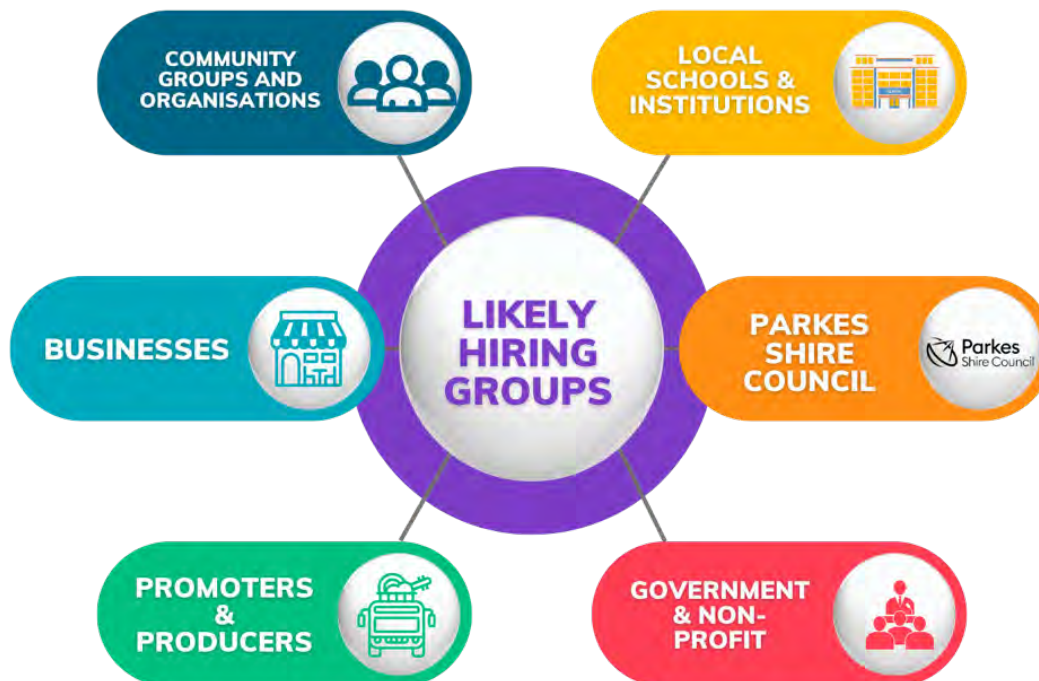 COMMUNITY
GROUPS AND
ORGANISATIONS
LOCAL
SCHOOLS &
INSTITUTIONS
BUSINESSES
LIKELY
HIRING
GROUPS
PARKES
SHIRE
COUNCIL
Parkes
Shire Council
PROMOTERS
&
PRODUCERS
GOVERNMENT
& NON-
PROFIT